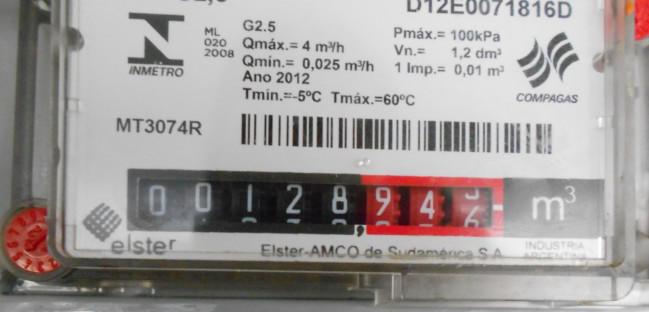 D12E0071816D
ML
020
2008
INMETRO
G2.5
Qmáx.= 4 m³/h
Qmín.= 0,025 m³/h
Ano 2012
Tmín.=-5ºC Tmáx.=60ºC
Pmáx.= 100kPa
Vn.= 1,2 dm³
1 Imp.= 0,01 m³
COMPAGAS
MT3074R
0 0 1 2 8 , 9 4 m³
elster
Elster-AMCO de Sudamérica S A
INDUSTRIA
ARGENTINA